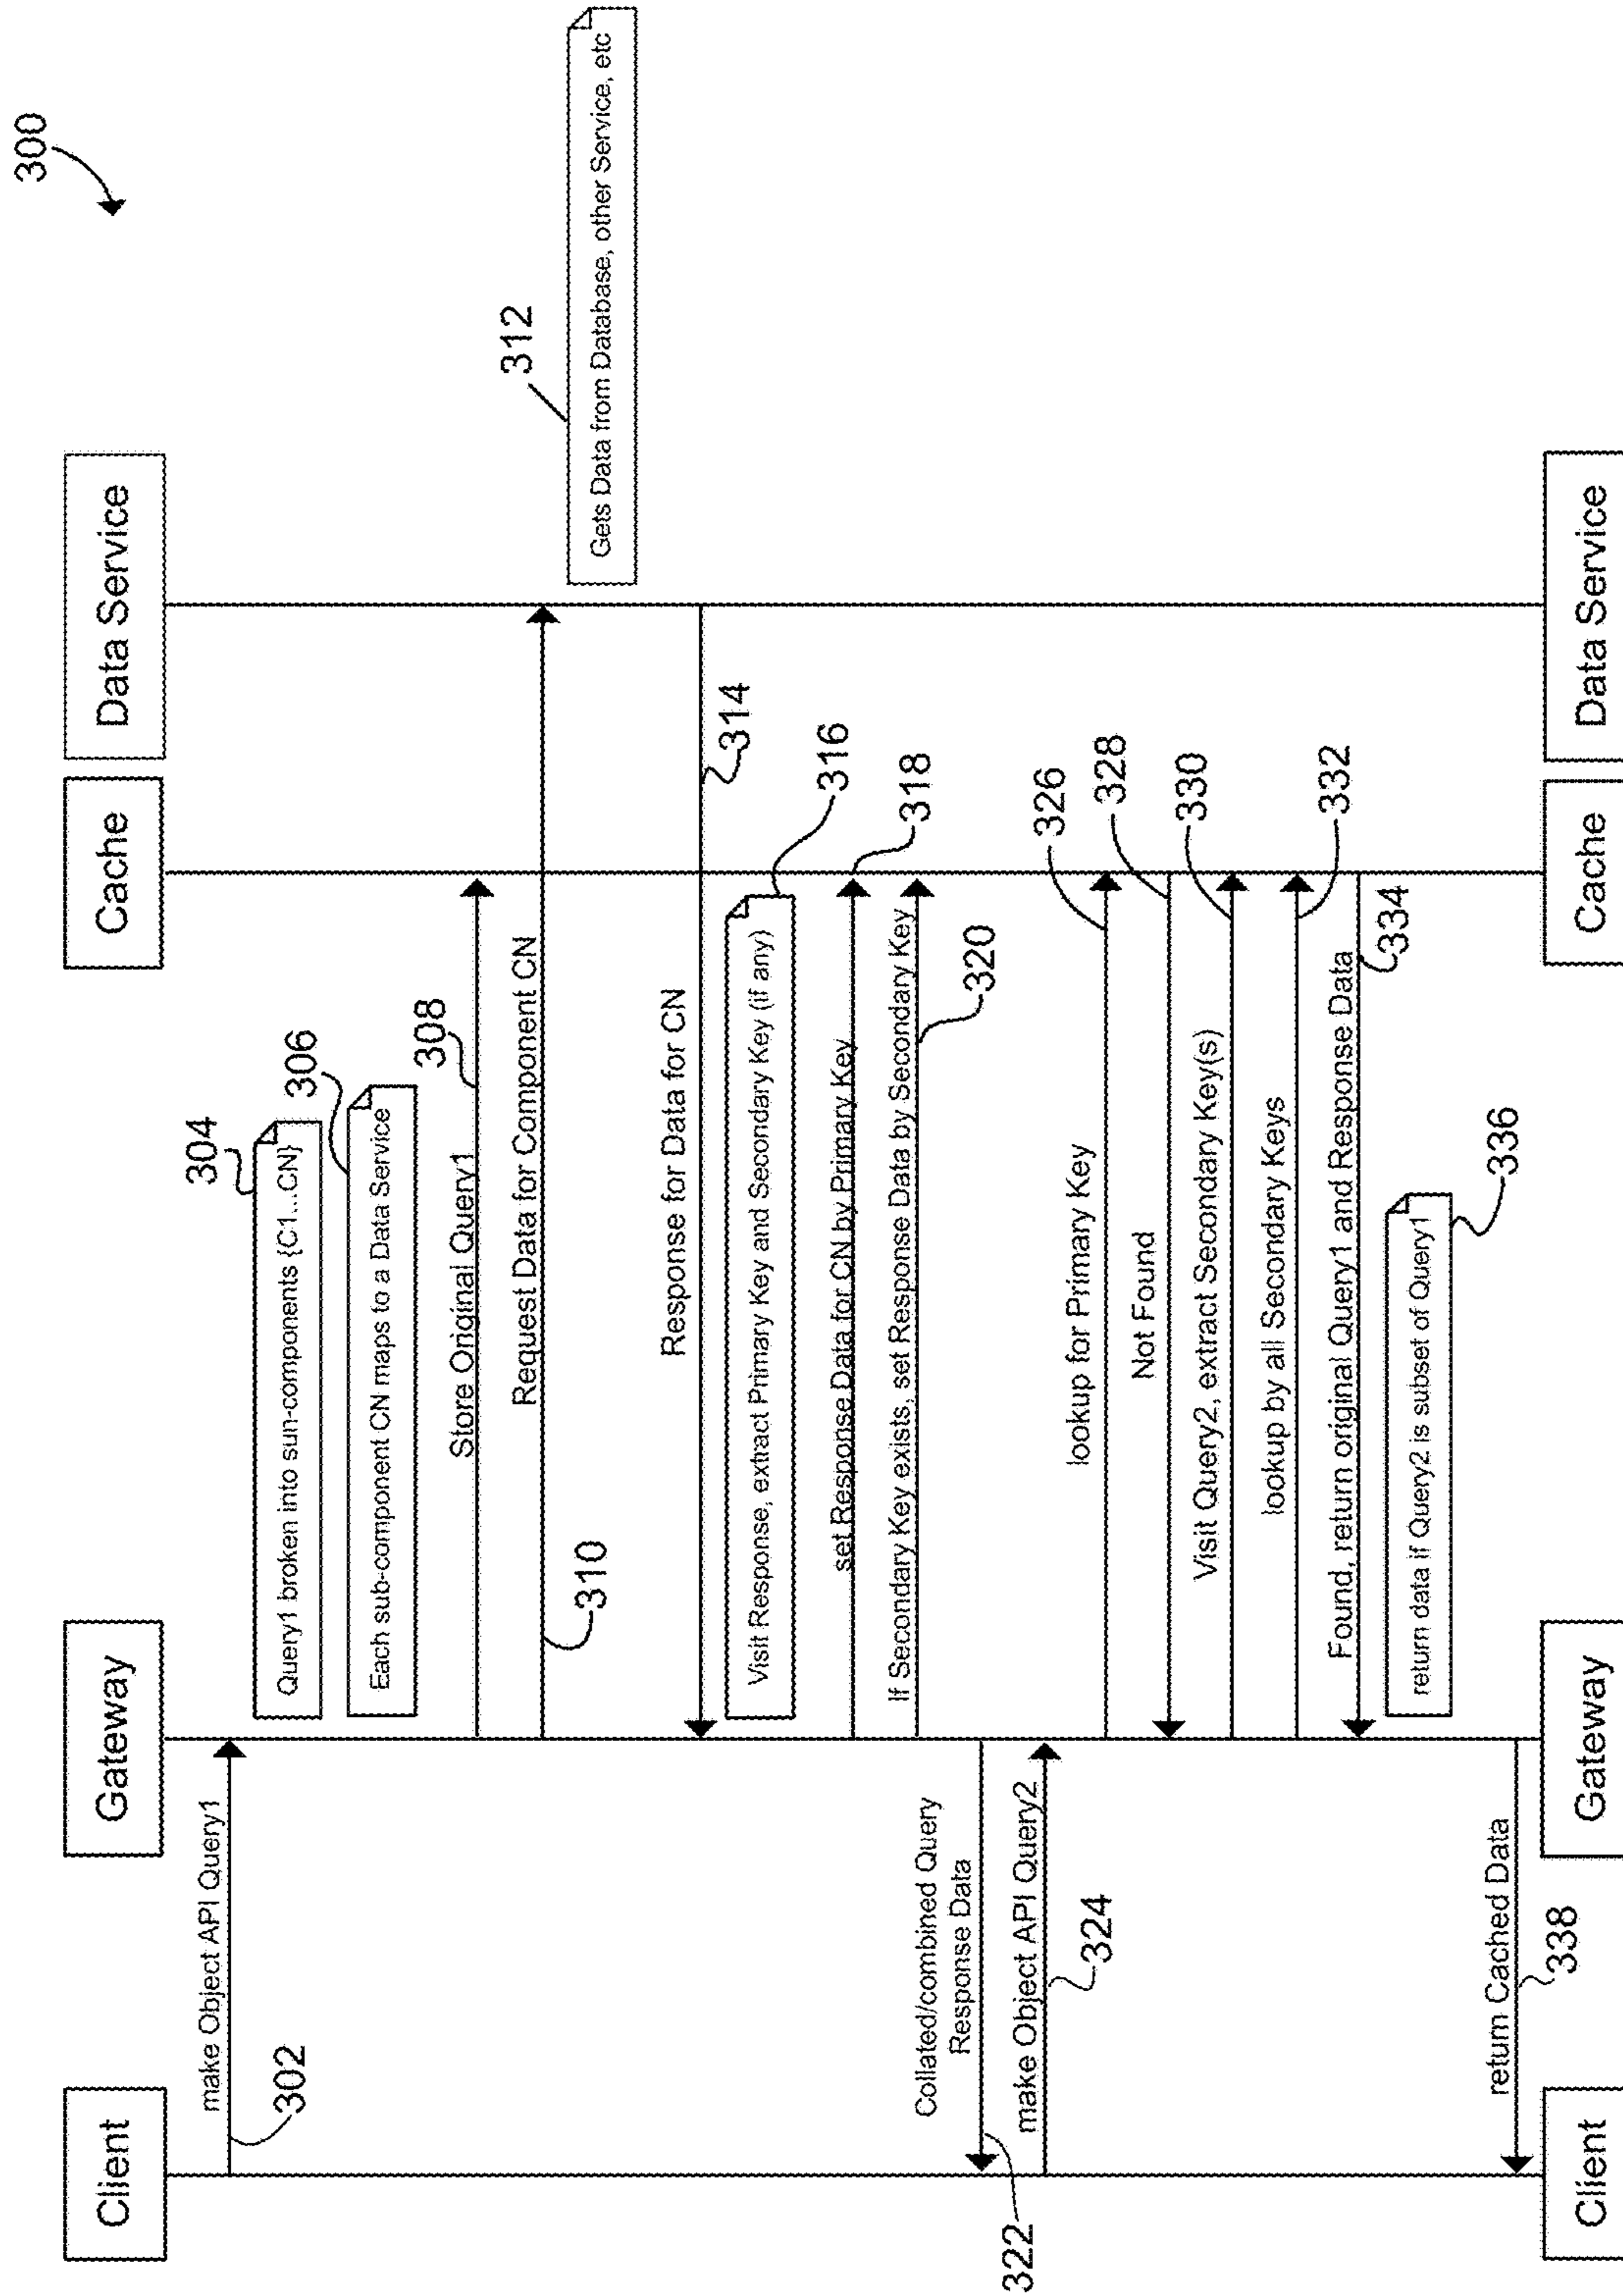 300
Client
Gateway
Cache
Data Service
make Object API Query1
302
304
Query1 broken into sun-components {C1...CN}
306
Each sub-component CN maps to a Data Service
308
Store Original Query1
Request Data for Component CN
310
312
Gets Data from Database, other Service, etc
Response for Data for CN
314
316
Visit Response, extract Primary Key and Secondary Key (if any)
318
set Response Data for CN by Primary Key
If Secondary Key exists, set Response Data by Secondary Key
320
Collated/combined Query
Response Data
322
make Object API Query2
324
326
lookup for Primary Key
328
Not Found
330
Visit Query2, extract Secondary Key(s)
332
lookup by all Secondary Keys
Found, return original Query1 and Response Data
334
return data if Query2 is subset of Query1
336
return Cached Data
338
Client
Gateway
Cache
Data Service